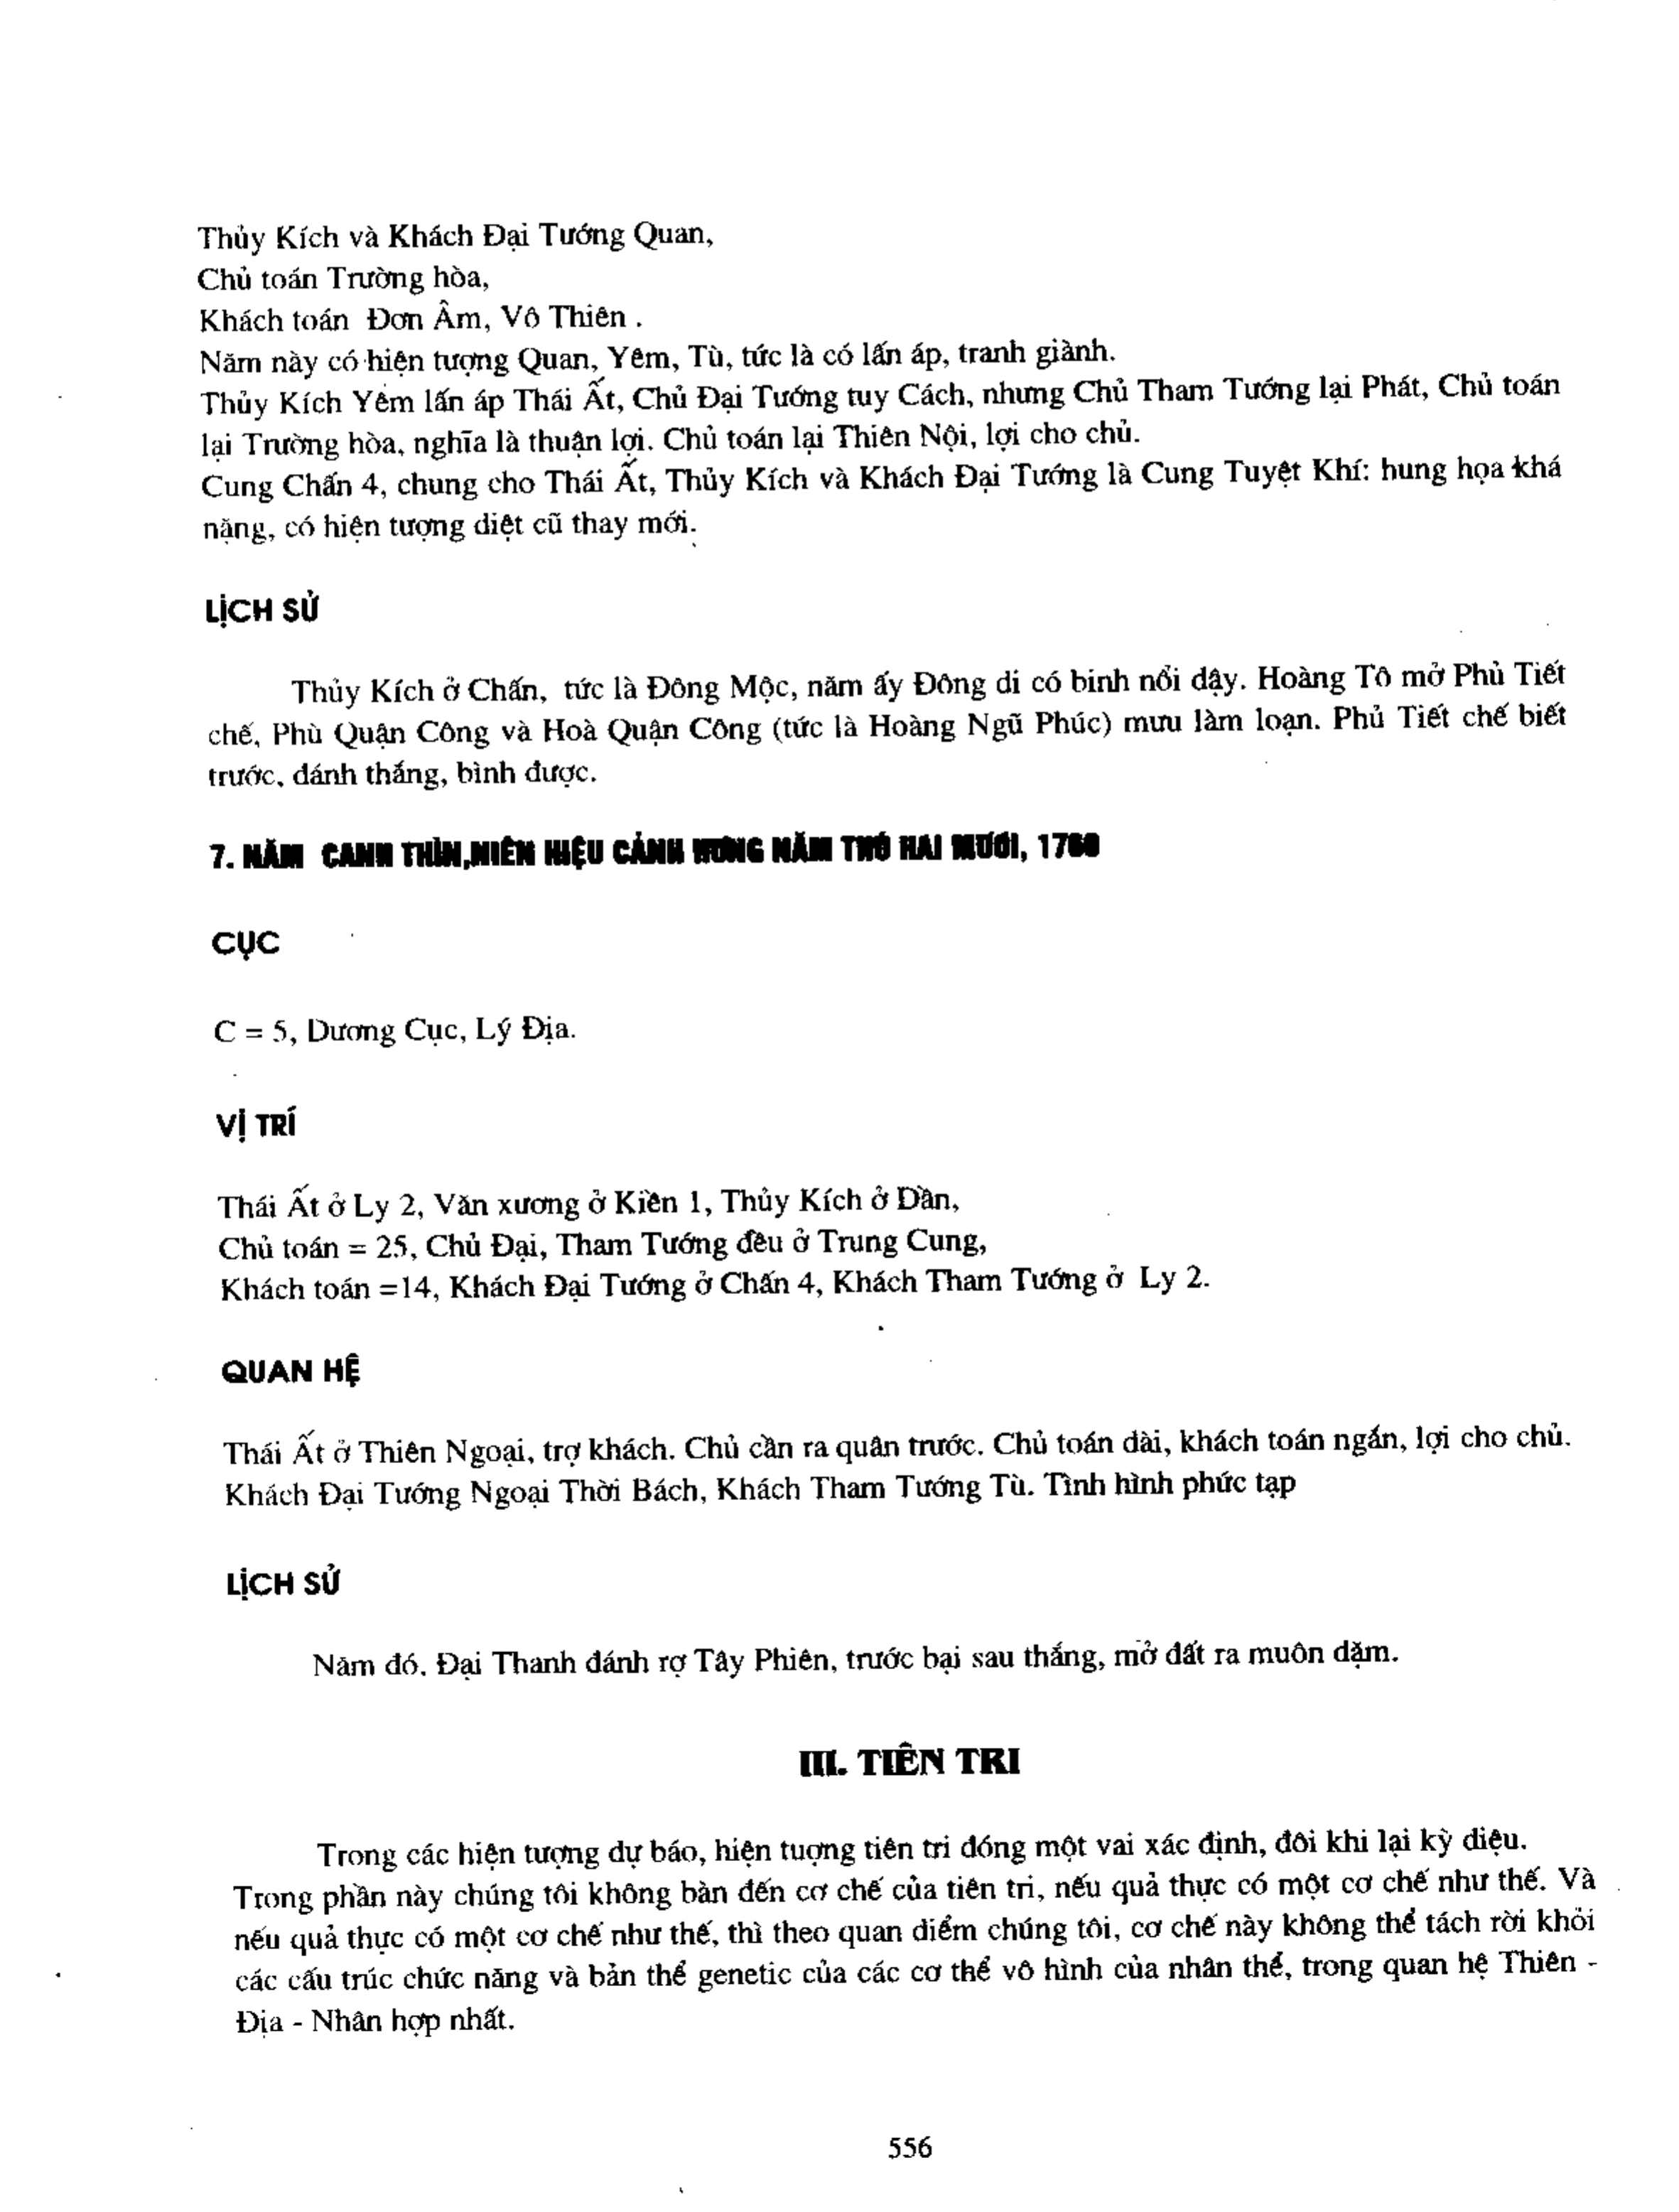 Thủy Kích và Khách Đại Tướng Quan,
Chủ toán Trường hòa,
Khách toán Đơn Âm, Vô Thiên .
Năm này có hiện tượng Quan, Yêm, Tù, tức là có lấn áp, tranh giành.
Thủy Kích Yêm lấn áp Thái Ất, Chủ Đại Tướng tuy Cách, nhưng Chủ Tham Tướng lại Phát, Chủ toán
lại Trường hòa, nghĩa là thuận lợi. Chủ toán lại Thiên Nội, lợi cho chủ.
Cung Chấn 4, chung cho Thái Ất, Thủy Kích và Khách Đại Tướng là Cung Tuyệt Khí: hung họa khá
nặng, có hiện tượng diệt cũ thay mới.
LỊCH SỬ
Thủy Kích ở Chấn, tức là Đông Mộc, năm ấy Đông di có binh nổi dậy. Hoàng Tô mở Phủ Tiết
chế, Phù Quận Công và Hoà Quận Công (tức là Hoàng Ngũ Phúc) mưu làm loạn. Phủ Tiết chế biết
trước, đánh thắng, bình được.
7. NĂM CANH THÌN,NIÊN HIỆU CẢNH HƯNG NĂM THỨ HAI MƯƠI, 1760
CỤC
C = 5, Dương Cục, Lý Địa.
VỊ TRÍ
Thái Ất ở Ly 2, Văn xương ở Kiền 1, Thủy Kích ở Dần,
Chủ toán = 25, Chủ Đại, Tham Tướng đều ở Trung Cung,
Khách toán =14, Khách Đại Tướng ở Chấn 4, Khách Tham Tướng ở Ly 2.
QUAN HỆ
Thái Ất ở Thiên Ngoại, trợ khách. Chủ cần ra quân trước. Chủ toán dài, khách toán ngắn, lợi cho chủ.
Khách Đại Tướng Ngoại Thời Bách, Khách Tham Tướng Tù. Tình hình phức tạp
LỊCH SỬ
Năm đó, Đại Thanh đánh rợ Tây Phiên, trước bại sau thắng, mở đất ra muôn dặm.
III. TIÊN TRI
Trong các hiện tượng dự báo, hiện tuợng tiên tri đóng một vai xác định, đôi khi lại kỳ diệu.
Trong phần này chúng tôi không bàn đến cơ chế của tiên tri, nếu quả thực có một cơ chế như thế. Và
nếu quả thực có một cơ chế như thế, thì theo quan điểm chúng tôi, cơ chế này không thể tách rời khỏi
các cấu trúc chức năng và bản thể genetic của các cơ thể vô hình của nhân thể, trong quan hệ Thiên -
Địa - Nhân hợp nhất.
556